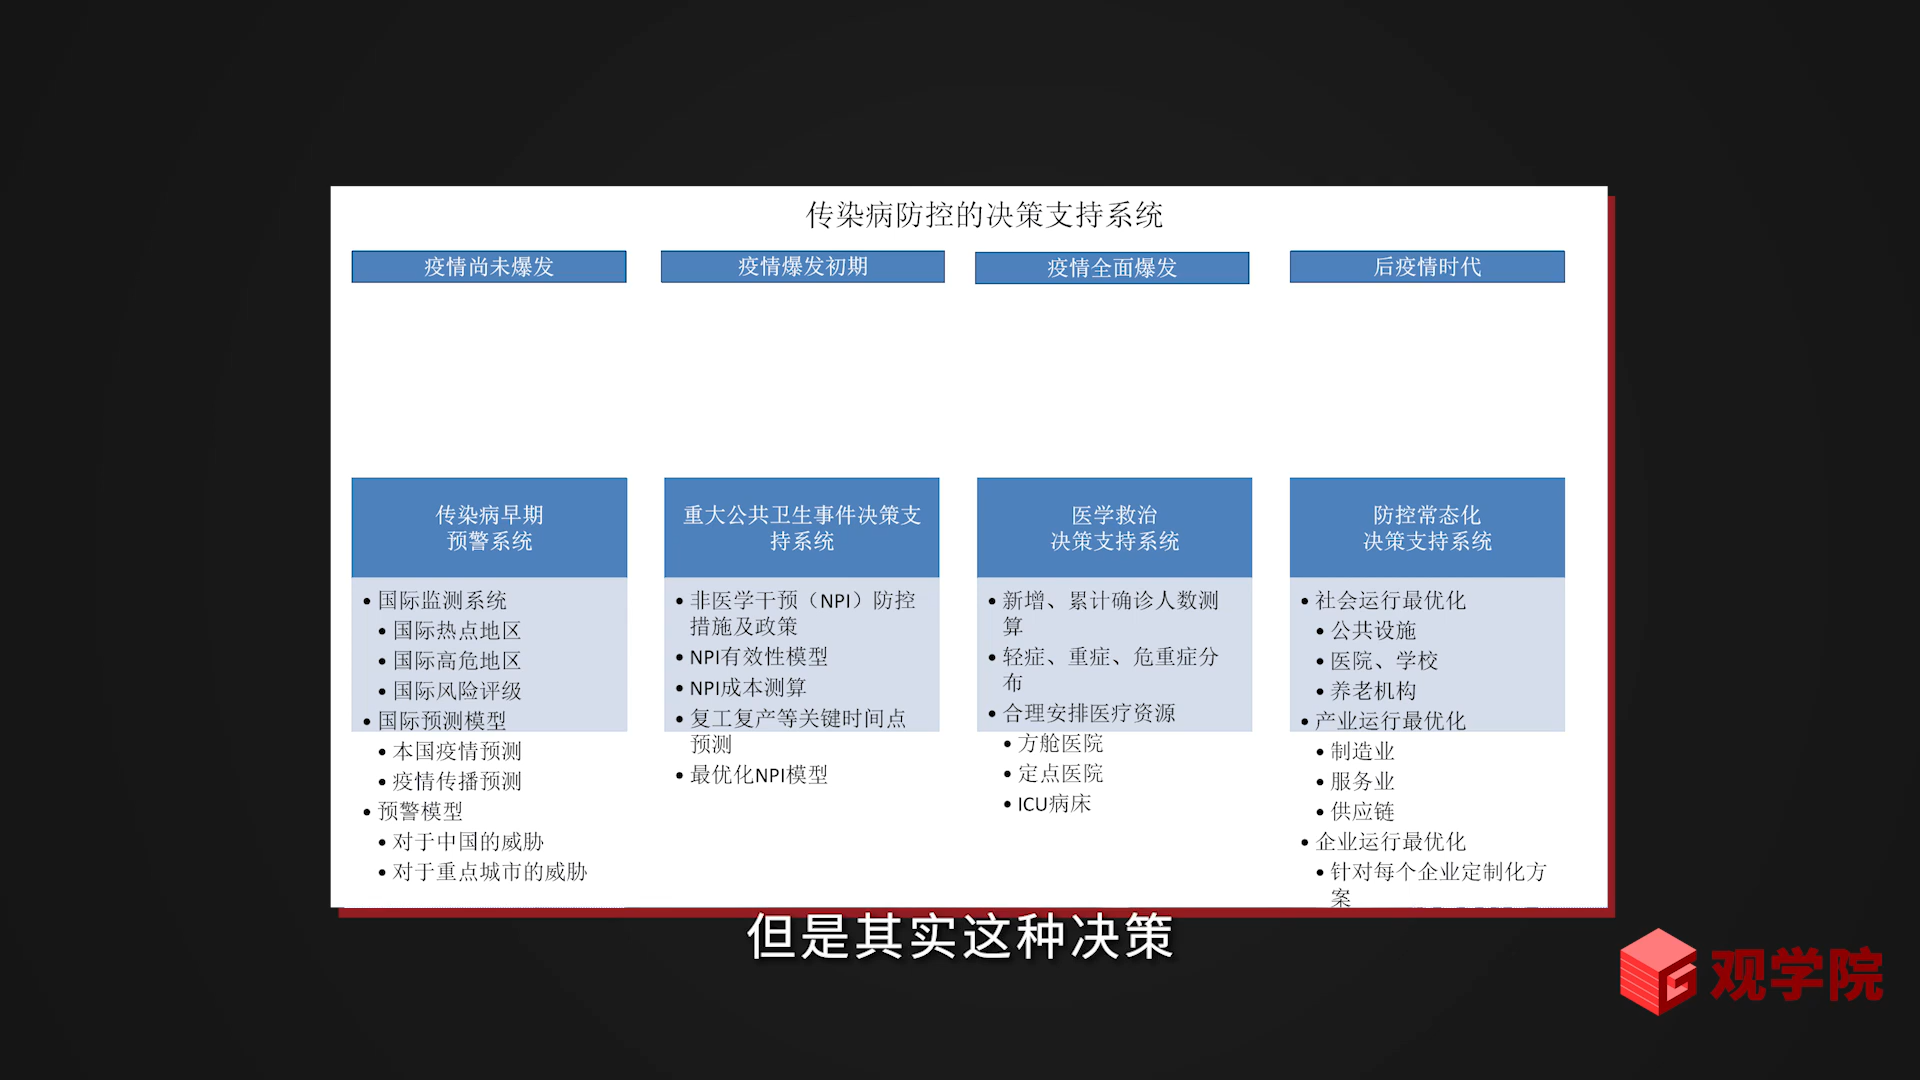 传染病防控的决策支持系统
疫情尚未爆发
疫情爆发初期
疫情全面爆发
后疫情时代
传染病早期
预警系统
• 国际监测系统
• 国际热点地区
• 国际高危地区
• 国际风险评级
• 国际预测模型
• 本国疫情预测
• 疫情传播预测
• 预警模型
• 对于中国的威胁
• 对于重点城市的威胁
重大公共卫生事件决策支
持系统
• 非医学干预（NPI）防控
措施及政策
• NPI有效性模型
• NPI成本测算
• 复工复产等关键时间点
预测
• 最优化NPI模型
医学救治
决策支持系统
• 新增、累计确诊人数测
算
• 轻症、重症、危重症分
布
• 合理安排医疗资源
• 方舱医院
• 定点医院
• ICU病床
防控常态化
决策支持系统
• 社会运行最优化
• 公共设施
• 医院、学校
• 养老机构
• 产业运行最优化
• 制造业
• 服务业
• 供应链
• 企业运行最优化
• 针对每个企业定制化方
案
但是其实这种决策
观学院